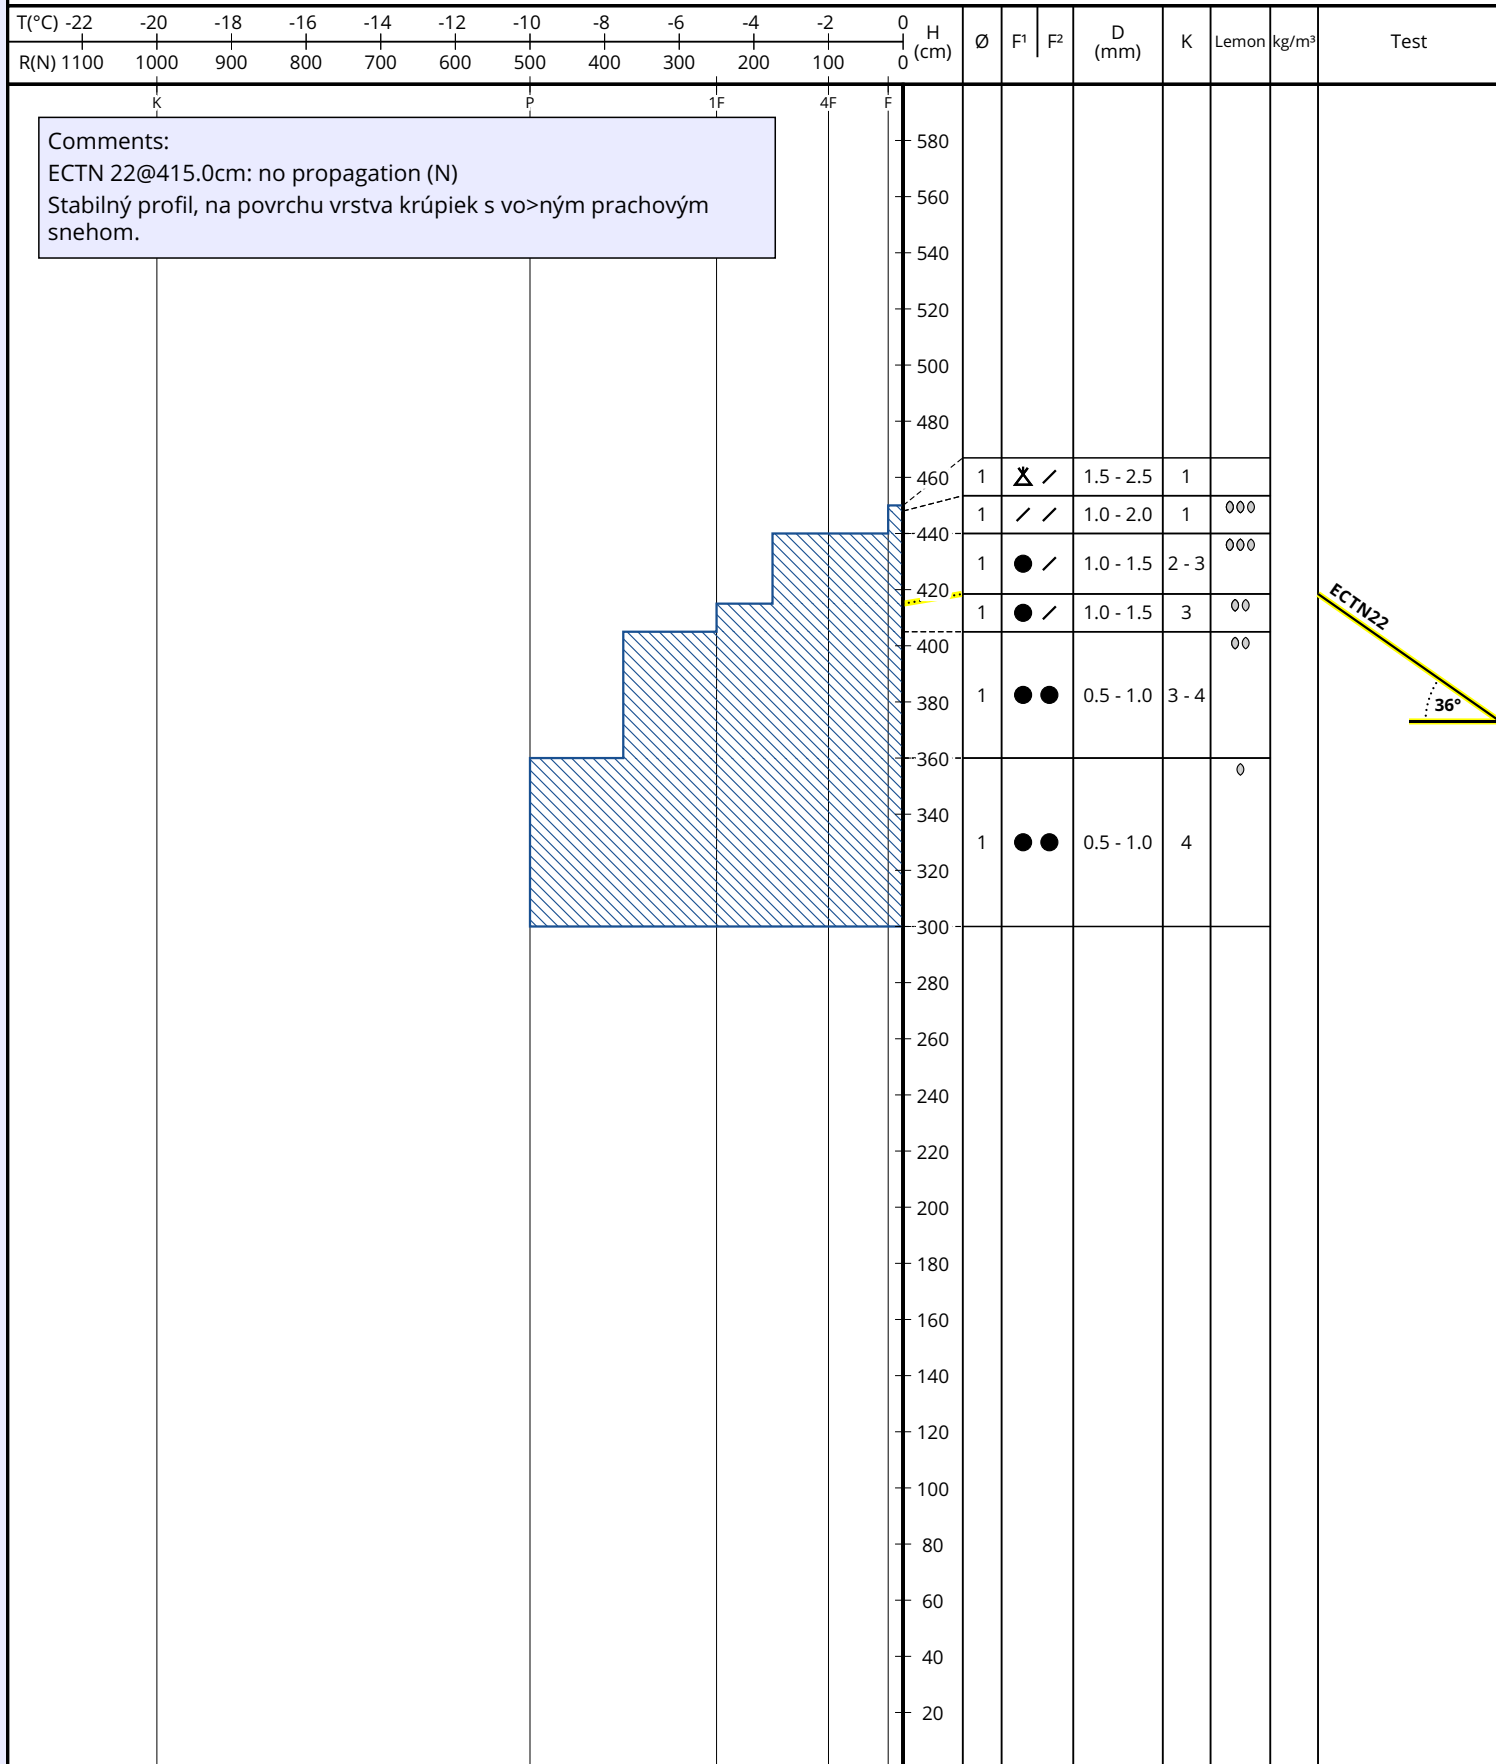 T(°C) -22 -20 -18 -16 -14 -12 -10 -8 -6 -4 -2 0
R(N) 1100 1000 900 800 700 600 500 400 300 200 100 0
H (cm) Ø F¹ F² D (mm) K Lemon kg/m³ Test
K P 1F 4F F
Comments:
ECTN 22@415.0cm: no propagation (N)
Stabilný profil, na povrchu vrstva krúpiek s vo>ným prachovým
snehom.
580
560
540
520
500
480
460
440
420
400
380
360
340
320
300
280
260
240
220
200
180
160
140
120
100
80
60
40
20
1 1.5 - 2.5 1
1 1.0 - 2.0 1
1 1.0 - 1.5 2 - 3
1 1.0 - 1.5 3
1 0.5 - 1.0 3 - 4
1 0.5 - 1.0 4
ECTN22
36°